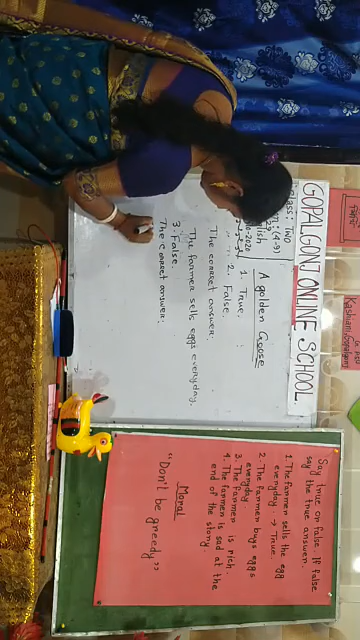 GOPALGONJ ONLINE SCHOOL.
Class: TWO
(4-9)
A golden Goose
1. True.
2. False.
The correct answer:
The farmer sells eggs everyday.
3. False.
The correct answer:
Say true or false. If false
say the true answer.
1. The farmer sells the egg
everyday. → True.
2. The farmer buys eggs
everyday.
3. The farmer is rich.
4. The farmer is sad at the
end of the story.
Moral
"Don't be greedy"